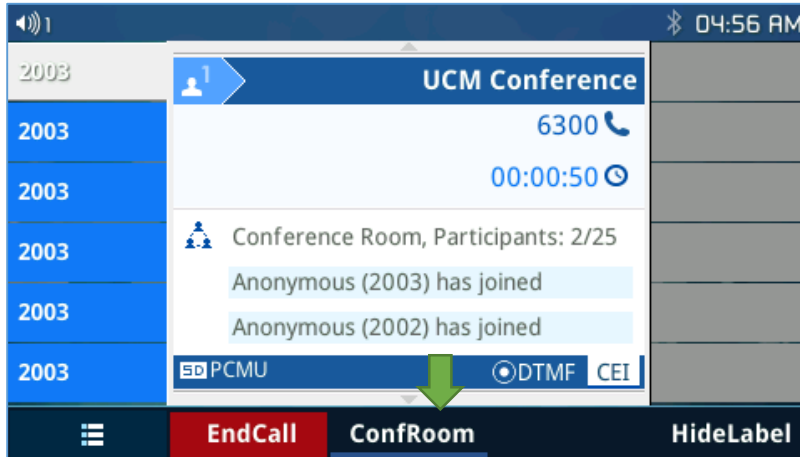 1 04:56 AM
2003
2003
2003
2003
2003
2003
1 UCM Conference
6300
00:00:50
Conference Room, Participants: 2/25
Anonymous (2003) has joined
Anonymous (2002) has joined
SD PCMU DTMF CEI
EndCall ConfRoom HideLabel